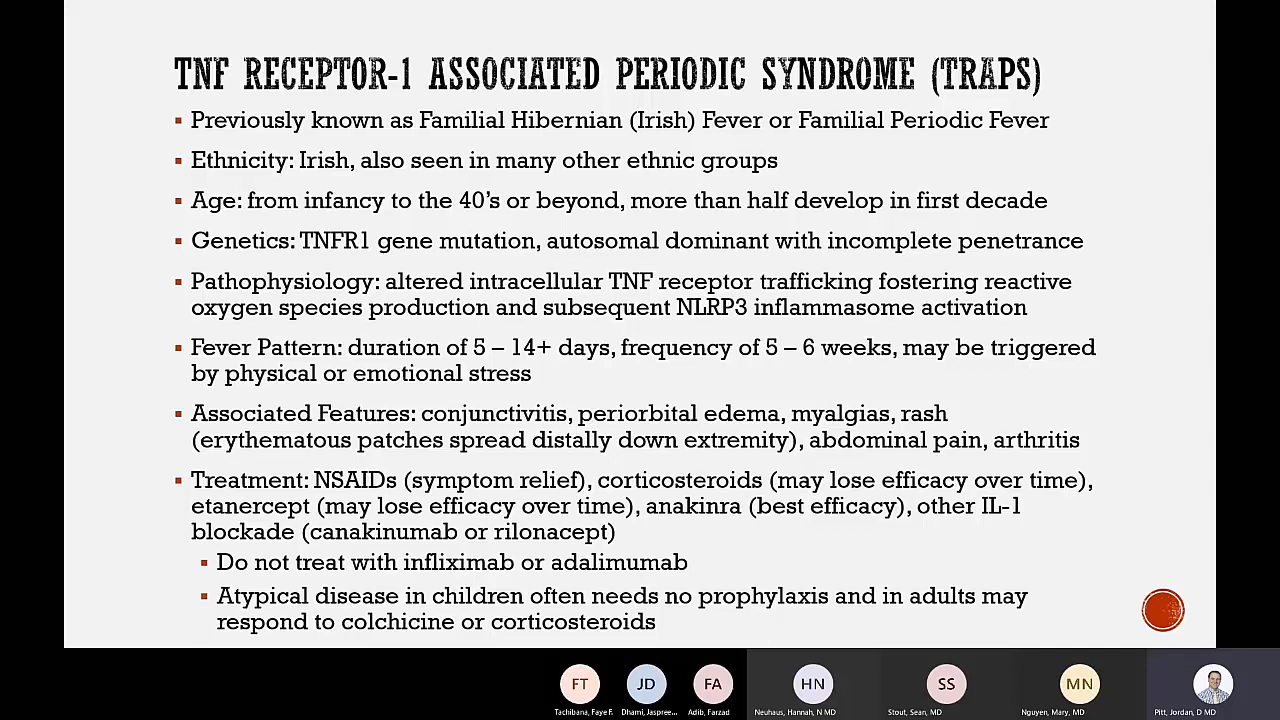 TNF RECEPTOR-1 ASSOCIATED PERIODIC SYNDROME (TRAPS)
▪ Previously known as Familial Hibernian (Irish) Fever or Familial Periodic Fever
▪ Ethnicity: Irish, also seen in many other ethnic groups
▪ Age: from infancy to the 40’s or beyond, more than half develop in first decade
▪ Genetics: TNFR1 gene mutation, autosomal dominant with incomplete penetrance
▪ Pathophysiology: altered intracellular TNF receptor trafficking fostering reactive
oxygen species production and subsequent NLRP3 inflammasome activation
▪ Fever Pattern: duration of 5 – 14+ days, frequency of 5 – 6 weeks, may be triggered
by physical or emotional stress
▪ Associated Features: conjunctivitis, periorbital edema, myalgias, rash
(erythematous patches spread distally down extremity), abdominal pain, arthritis
▪ Treatment: NSAIDs (symptom relief), corticosteroids (may lose efficacy over time),
etanercept (may lose efficacy over time), anakinra (best efficacy), other IL-1
blockade (canakinumab or rilonacept)
▪ Do not treat with infliximab or adalimumab
▪ Atypical disease in children often needs no prophylaxis and in adults may
respond to colchicine or corticosteroids
FT JD FA HN SS MN
Tachibana, Faye F. Dhami, Jaspree... Adib, Farzad Neuhaus, Hannah, N MD Stout, Sean, MD Nguyen, Mary, MD Pitt, Jordan, D MD